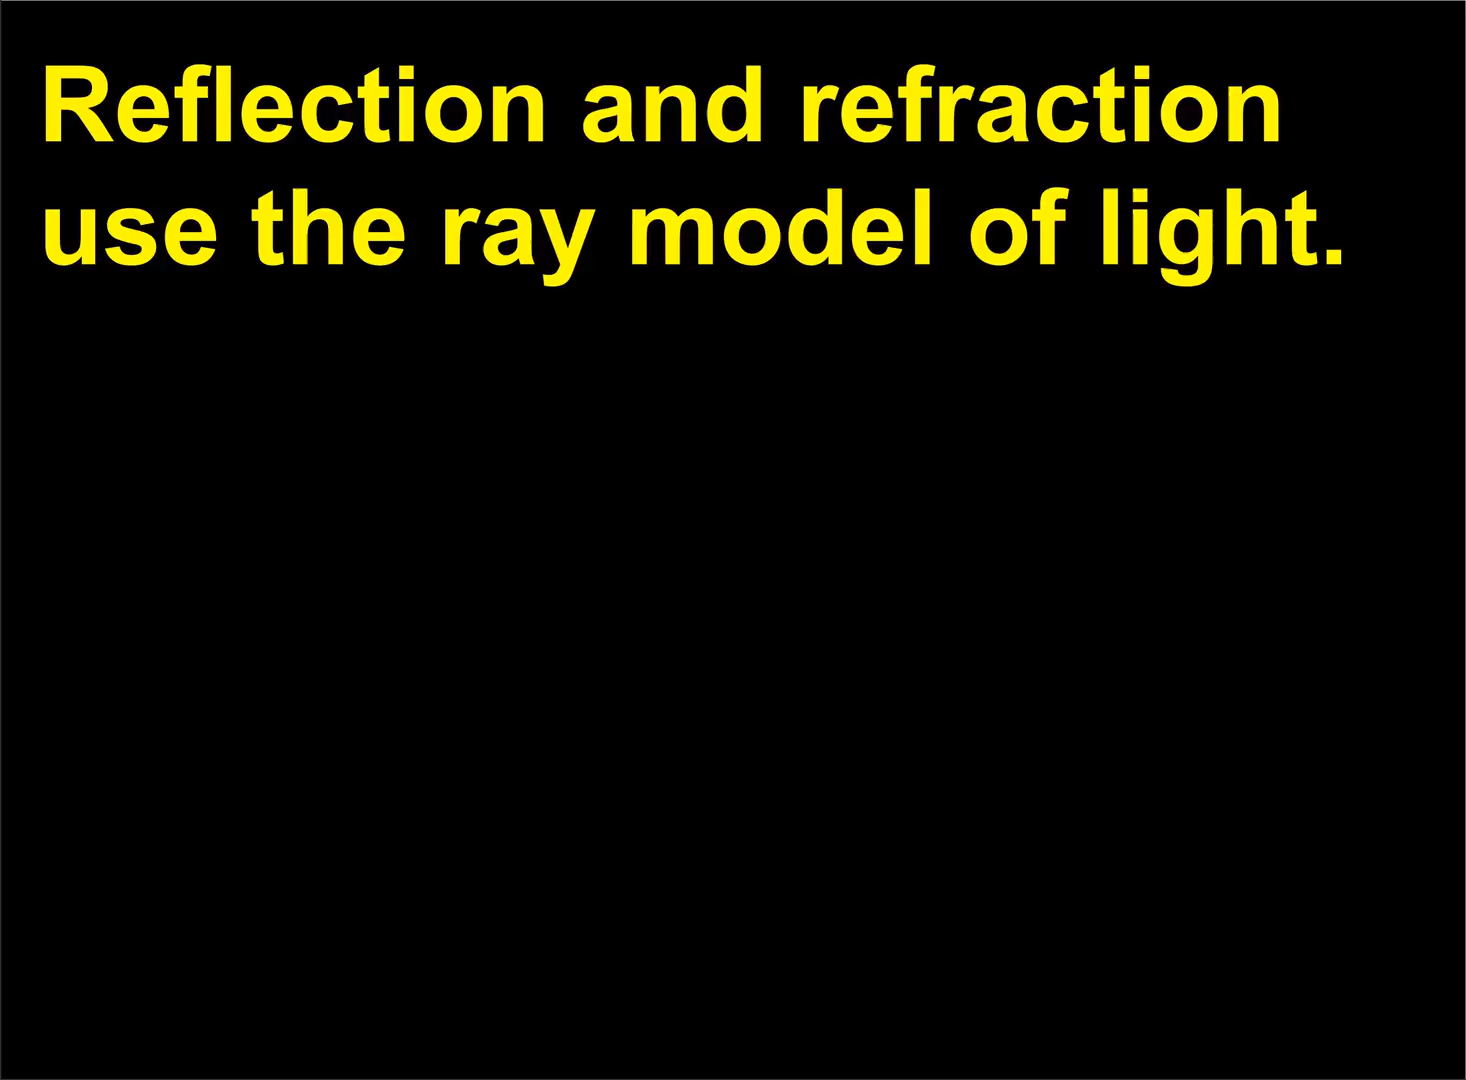 Reflection and refraction
use the ray model of light.